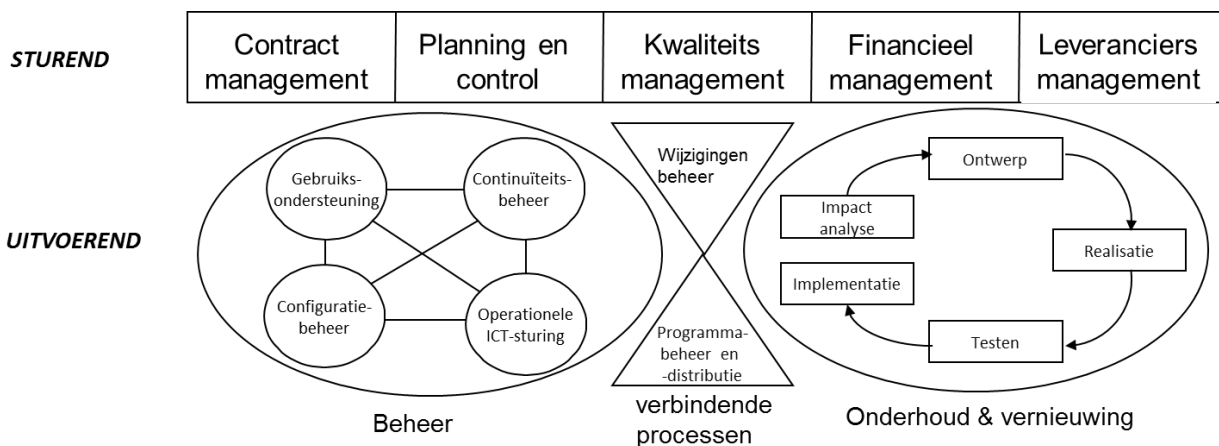 STUREND
Contract
management
Planning en
control
Kwaliteits
management
Financieel
management
Leveranciers
management
UITVOEREND
Gebruiks-
ondersteuning
Continuïteits-
beheer
Configuratie-
beheer
Operationele
ICT-sturing
Beheer
Wijzigingen
beheer
Programma-
beheer en
-distributie
verbindende
processen
Ontwerp
Impact
analyse
Realisatie
Implementatie
Testen
Onderhoud & vernieuwing